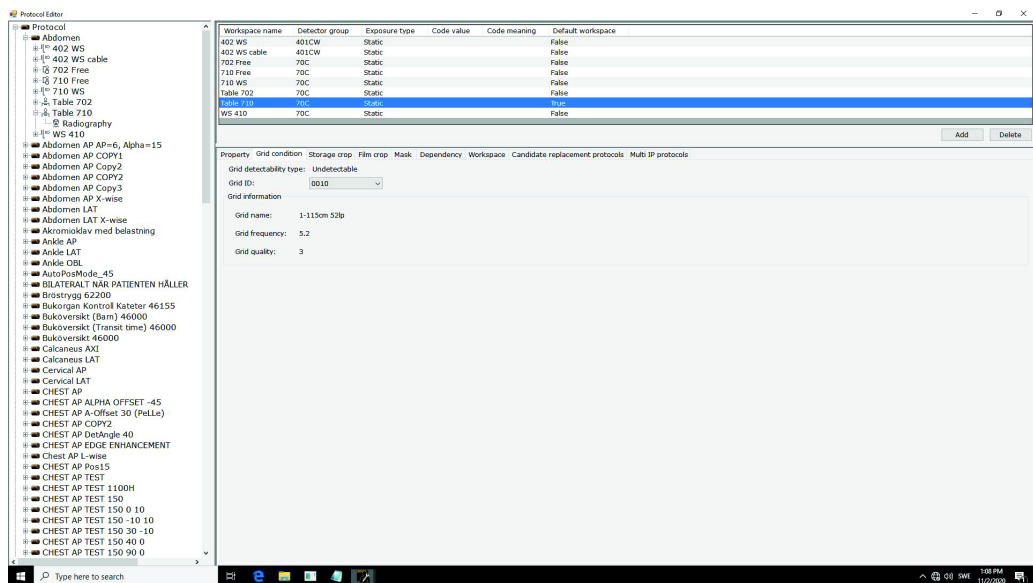 Protocol Editor
Protocol
Abdomen
402 WS
402 WS cable
702 Free
710 Free
710 WS
Table 702
Table 710
Radiography
WS 410
Abdomen AP AP=6, Alpha=15
Abdomen AP COPY1
Abdomen AP Copy2
Abdomen AP COPY2
Abdomen AP Copy3
Abdomen AP X-wise
Abdomen LAT
Abdomen LAT X-wise
Akromioklav med belastning
Ankle AP
Ankle LAT
Ankle OBL
AutoPosMode_45
BILATERALT NÄR PATIENTEN HÅLLER
Bröstrygg 62200
Bukorgan Kontroll Kateter 46155
Buköversikt (Barn) 46000
Buköversikt (Transit time) 46000
Buköversikt 46000
Calcaneus AXI
Calcaneus LAT
Cervical AP
Cervical LAT
CHEST AP
CHEST AP ALPHA OFFSET -45
CHEST AP A-Offset 30 (PeLLe)
CHEST AP COPY2
CHEST AP DetAngle 40
CHEST AP EDGE ENHANCEMENT
Chest AP L-wise
CHEST AP Pos15
CHEST AP TEST
CHEST AP TEST 1100H
CHEST AP TEST 150
CHEST AP TEST 150 0 10
CHEST AP TEST 150 -10 10
CHEST AP TEST 150 30 -10
CHEST AP TEST 150 40 0
CHEST AP TEST 150 90 0
Workspace name Detector group Exposure type Code value Code meaning Default workspace
402 WS 401CW Static False
402 WS cable 401CW Static False
702 Free 70C Static False
710 Free 70C Static False
710 WS 70C Static False
Table 702 70C Static False
Table 710 70C Static True
WS 410 70C Static False
Add Delete
Property Grid condition Storage crop Film crop Mask Dependency Workspace Candidate replacement protocols Multi IP protocols
Grid detectability type: Undetectable
Grid ID: 0010
Grid information
Grid name: 1-115cm 52lp
Grid frequency: 5.2
Grid quality: 3
Type here to search
SWE
1:08 PM
11/2/2020